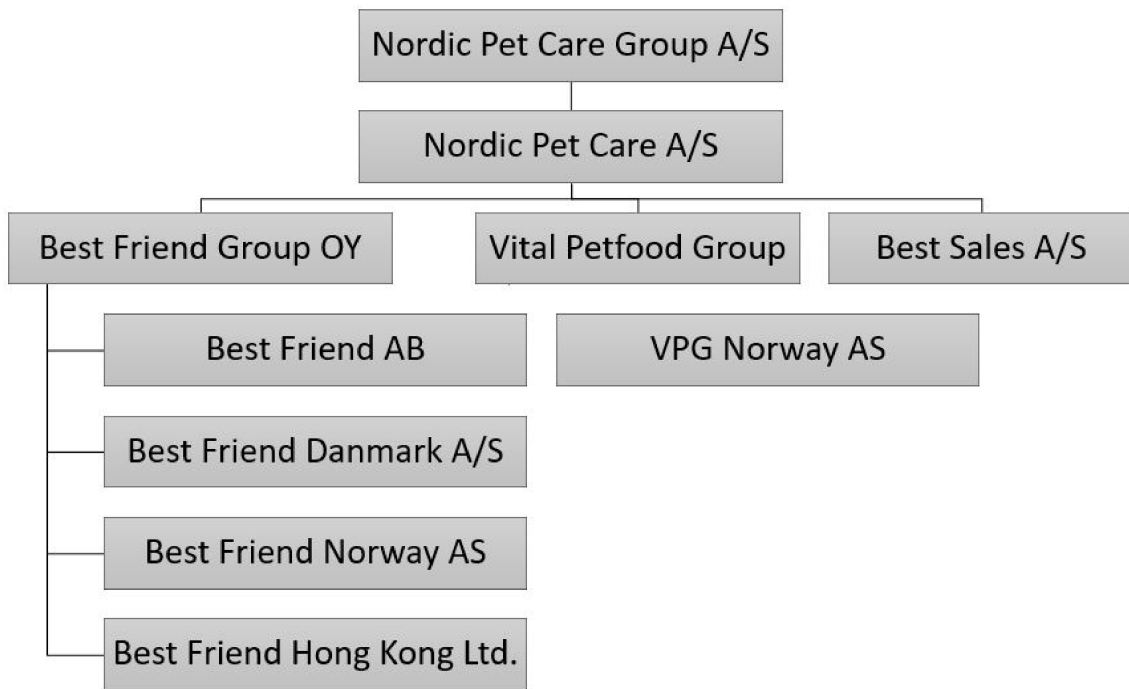 Nordic Pet Care Group A/S
Nordic Pet Care A/S
Best Friend Group OY
Vital Petfood Group
Best Sales A/S
Best Friend AB
VPG Norway AS
Best Friend Danmark A/S
Best Friend Norway AS
Best Friend Hong Kong Ltd.